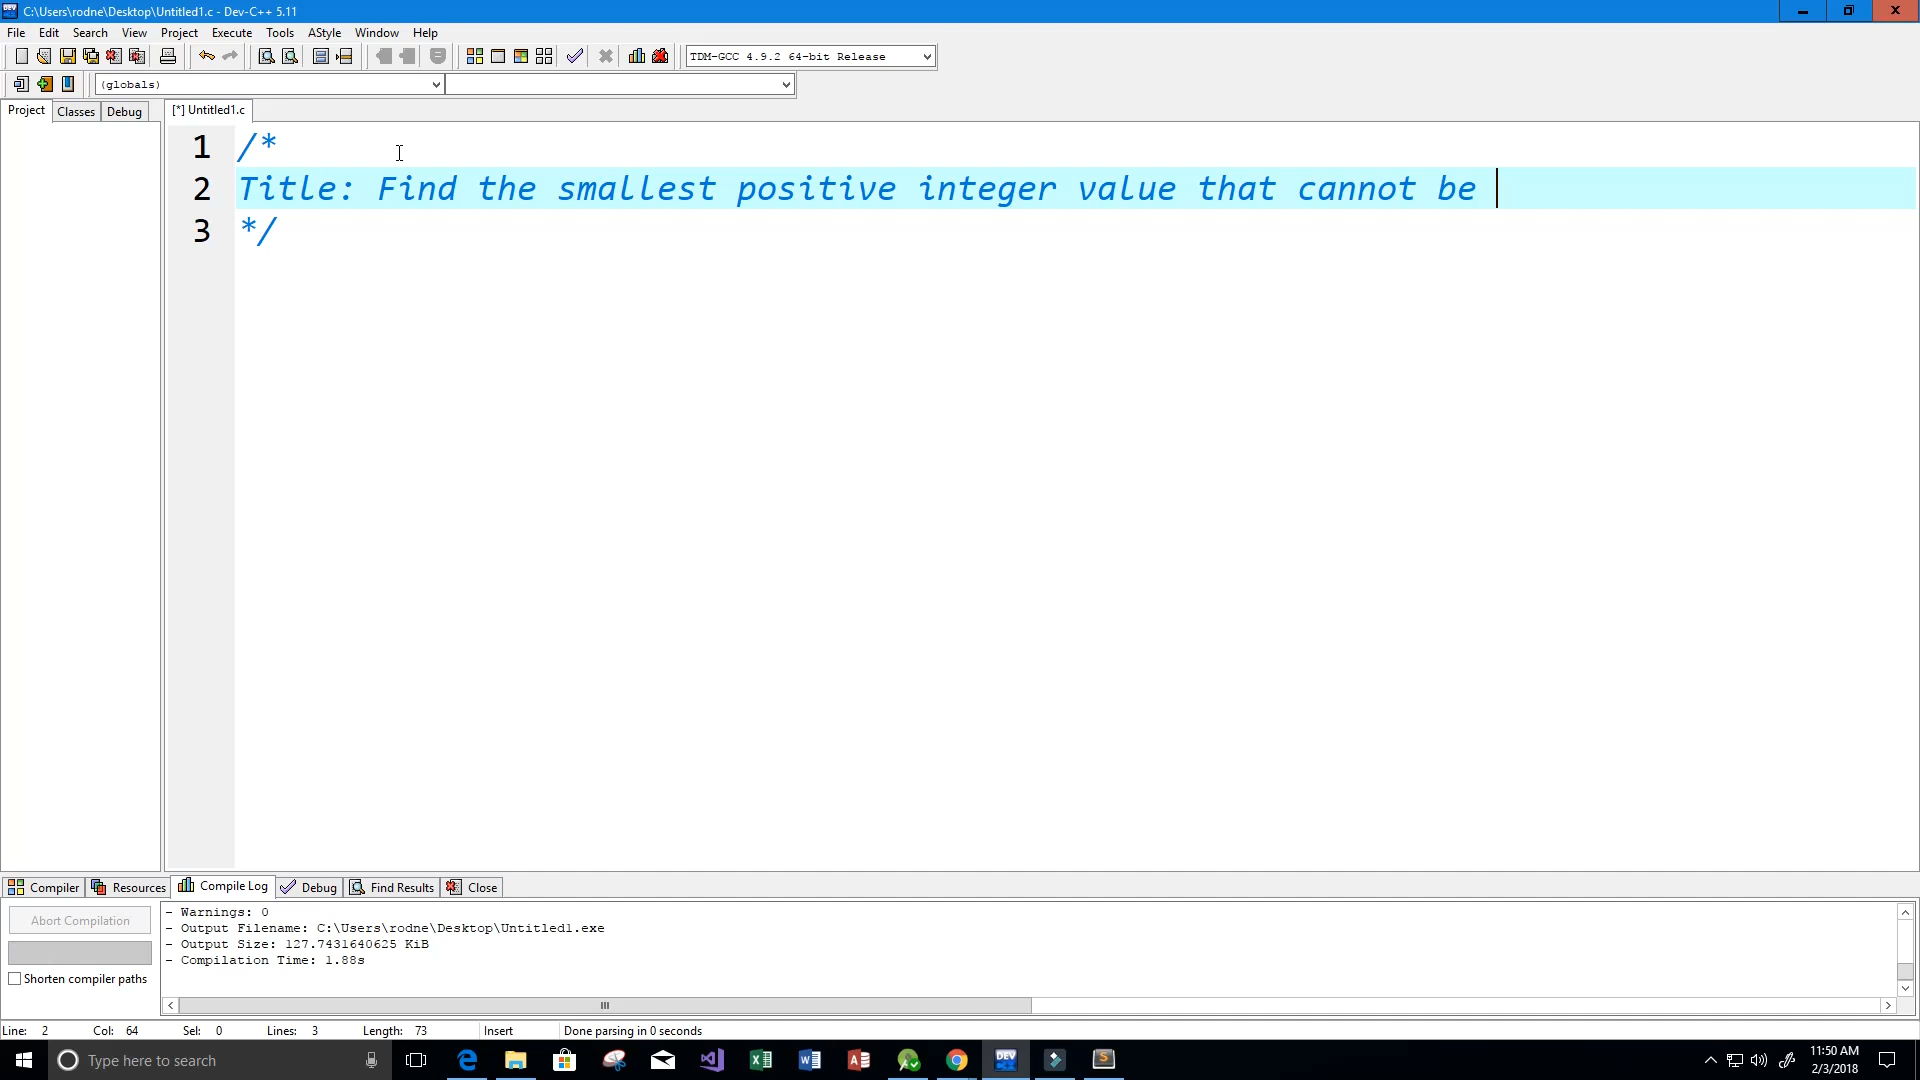 C:\Users\rodne\Desktop\Untitled1.c - Dev-C++ 5.11
File Edit Search View Project Execute Tools AStyle Window Help
TDM-GCC 4.9.2 64-bit Release
(globals)
Project Classes Debug [*] Untitled1.c
1 /*
2 Title: Find the smallest positive integer value that cannot be
3 */
Compiler Resources Compile Log Debug Find Results Close
Abort Compilation
Shorten compiler paths
- Warnings: 0
- Output Filename: C:\Users\rodne\Desktop\Untitled1.exe
- Output Size: 127.7431640625 KiB
- Compilation Time: 1.88s
Line: 2 Col: 64 Sel: 0 Lines: 3 Length: 73 Insert Done parsing in 0 seconds
Type here to search
DEV
11:50 AM
2/3/2018